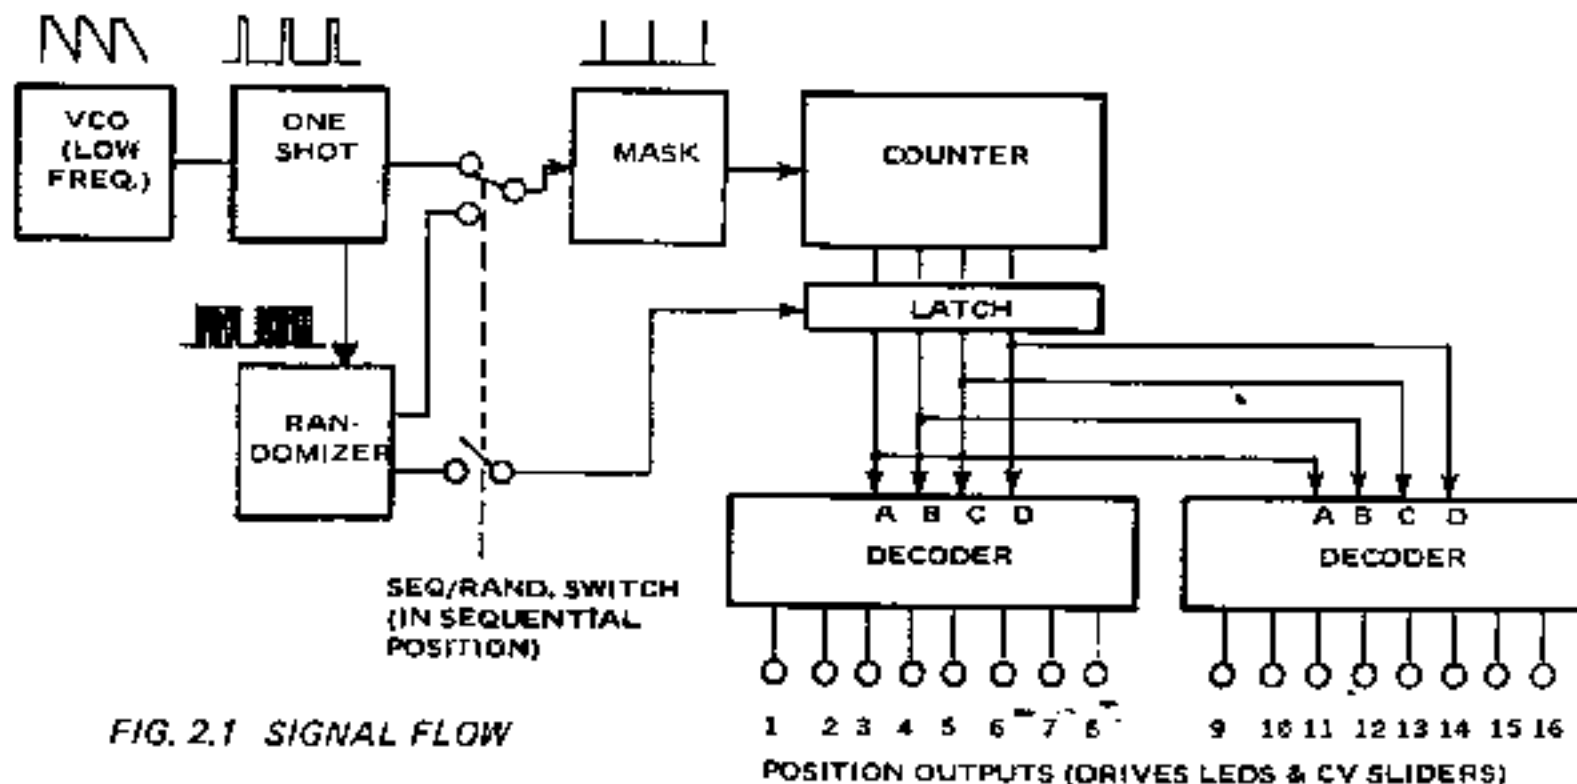 VCO
(LOW
FREQ.)
ONE
SHOT
MASK
COUNTER
LATCH
RAN-
DOMIZER
A B C D
DECODER
A B C D
DECODER
SEQ/RAND. SWITCH
(IN SEQUENTIAL
POSITION)
1 2 3 4 5 6 7 8 9 10 11 12 13 14 15 16
FIG. 2.1 SIGNAL FLOW
POSITION OUTPUTS (DRIVES LEDS & CV SLIDERS)